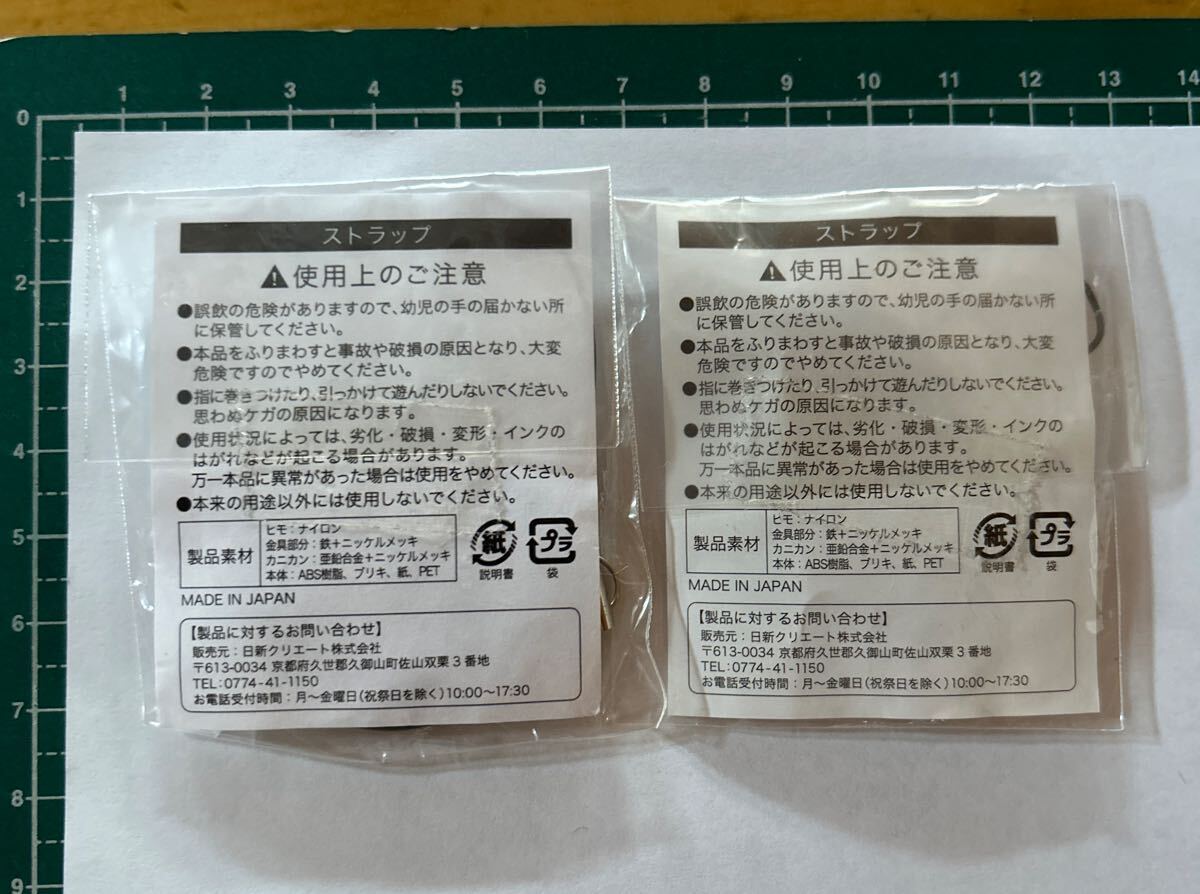 1 2 3 4 5 6 7 8 9 10 11 12 13 14
0
1
2
3
4
5
6
7
8
9
ストラップ
⚠使用上のご注意
●誤飲の危険がありますので、幼児の手の届かない所
に保管してください。
●本品をふりまわすと事故や破損の原因となり、大変
危険ですのでやめてください。
●指に巻きつけたり、引っかけて遊んだりしないでください。
思わぬケガの原因になります。
●使用状況によっては、劣化・破損・変形・インクの
はがれなどが起こる場合があります。
万一本品に異常があった場合は使用をやめてください。
●本来の用途以外には使用しないでください。
製品素材
ヒモ：ナイロン
金具部分：鉄+ニッケルメッキ
カニカン：亜鉛合金+ニッケルメッキ
本体：ABS樹脂、ブリキ、紙、PET
紙
説明書
プラ
袋
MADE IN JAPAN
【製品に対するお問い合わせ】
販売元：日新クリエート株式会社
〒613-0034 京都府久世郡久御山町佐山双栗３番地
TEL:0774-41-1150
お電話受付時間：月〜金曜日(祝祭日を除く)10:00〜17:30
ストラップ
⚠使用上のご注意
●誤飲の危険がありますので、幼児の手の届かない所
に保管してください。
●本品をふりまわすと事故や破損の原因となり、大変
危険ですのでやめてください。
●指に巻きつけたり、引っかけて遊んだりしないでください。
思わぬケガの原因になります。
●使用状況によっては、劣化・破損・変形・インクの
はがれなどが起こる場合があります。
万一本品に異常があった場合は使用をやめてください。
●本来の用途以外には使用しないでください。
製品素材
ヒモ：ナイロン
金具部分：鉄+ニッケルメッキ
カニカン：亜鉛合金+ニッケルメッキ
本体：ABS樹脂、ブリキ、紙、PET
紙
説明書
プラ
袋
MADE IN JAPAN
【製品に対するお問い合わせ】
販売元：日新クリエート株式会社
〒613-0034 京都府久世郡久御山町佐山双栗３番地
TEL:0774-41-1150
お電話受付時間：月〜金曜日(祝祭日を除く)10:00〜17:30